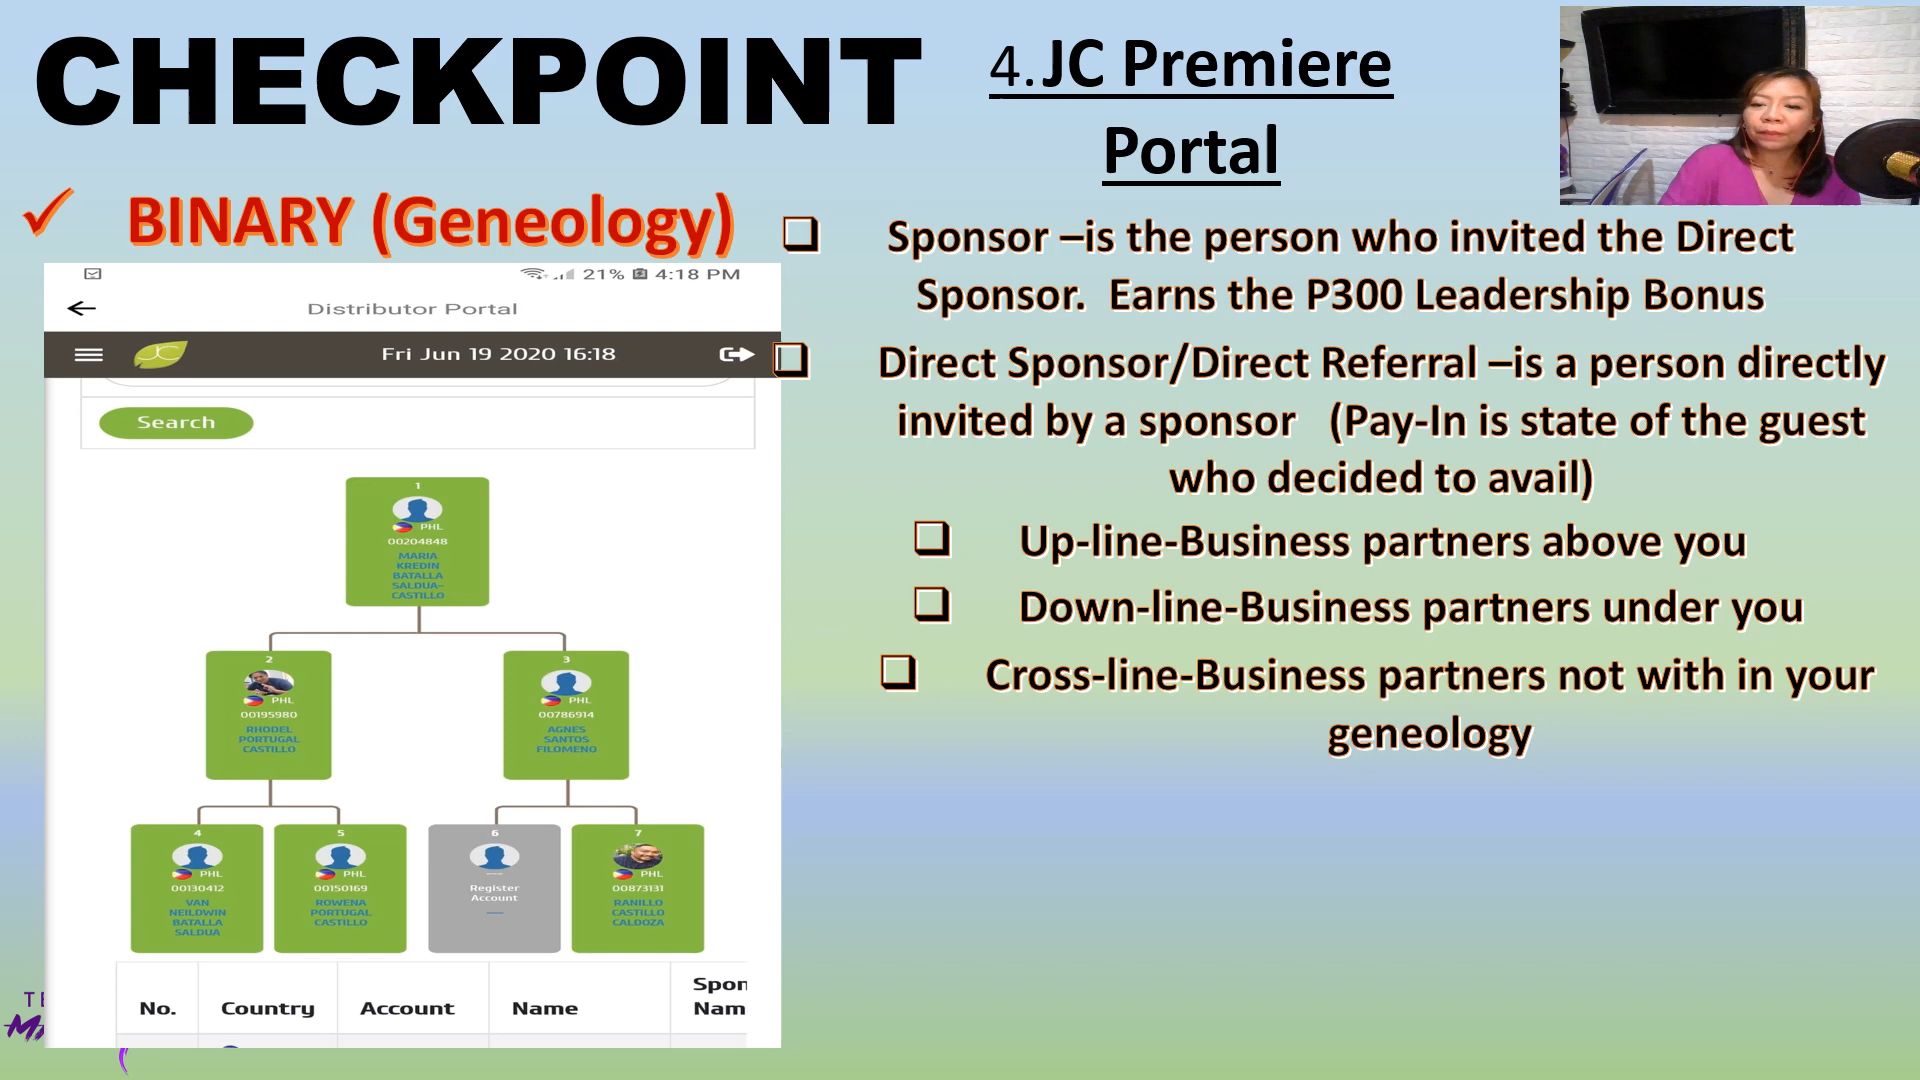 CHECKPOINT
4. JC Premiere
Portal
BINARY (Geneology)
Sponsor –is the person who invited the Direct
Sponsor. Earns the P300 Leadership Bonus
Direct Sponsor/Direct Referral –is a person directly
invited by a sponsor (Pay-In is state of the guest
who decided to avail)
Up-line-Business partners above you
Down-line-Business partners under you
Cross-line-Business partners not with in your
geneology
21% 4:18 PM
Distributor Portal
JC
Fri Jun 19 2020 16:18
Search
1
PHL
00204848
MARIA
KREDIN
BATALLA
SALDUA-
CASTILLO
2
PHL
00195980
RHODEL
PORTUGAL
CASTILLO
3
PHL
00786914
AGNES
SANTOS
FILOMENO
4
PHL
00130412
VAN
NEILDWIN
BATALLA
SALDUA
5
PHL
00150169
ROWENA
PORTUGAL
CASTILLO
6
Register
Account
7
PHL
00873131
RANILLO
CASTILLO
CALDOZA
No. Country Account Name Spon
Nam
TE